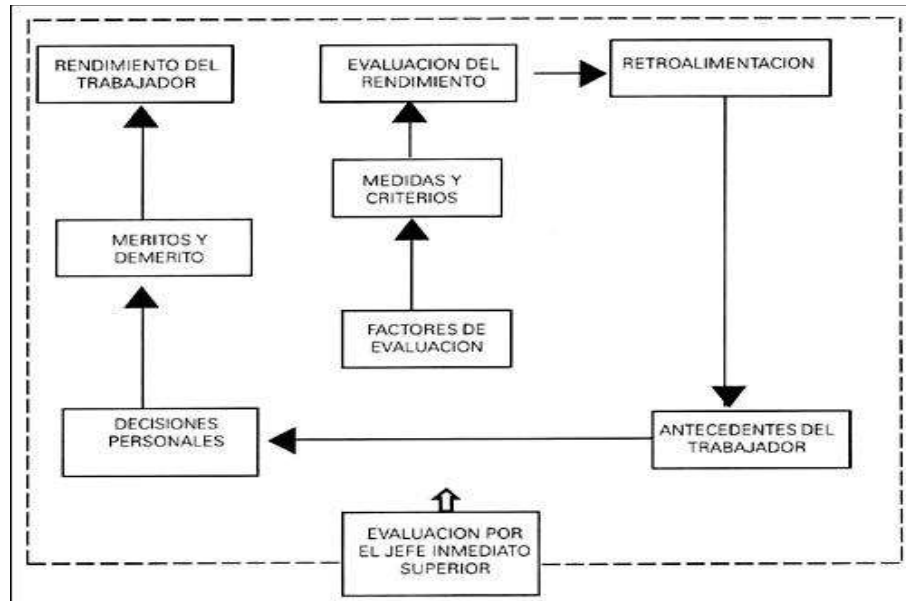 RENDIMIENTO DEL
TRABAJADOR
EVALUACION DEL
RENDIMIENTO
RETROALIMENTACION
MEDIDAS Y
CRITERIOS
MERITOS Y
DEMERITO
FACTORES DE
EVALUACION
DECISIONES
PERSONALES
ANTECEDENTES DEL
TRABAJADOR
EVALUACION POR
EL JEFE INMEDIATO
SUPERIOR